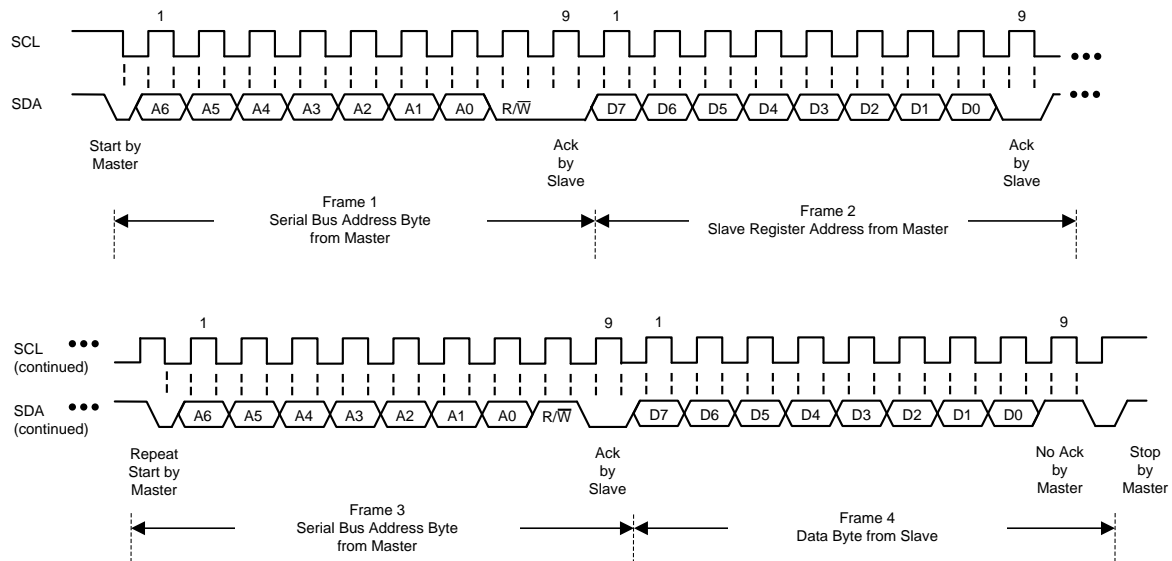 1 9 1 9
SCL
SDA A6 A5 A4 A3 A2 A1 A0 R/W̅ D7 D6 D5 D4 D3 D2 D1 D0
Start by
Master
Ack
by
Slave
Ack
by
Slave
Frame 1
Serial Bus Address Byte
from Master
Frame 2
Slave Register Address from Master
1 9 1 9
SCL
(continued)
SDA
(continued)
A6 A5 A4 A3 A2 A1 A0 R/W̅ D7 D6 D5 D4 D3 D2 D1 D0
Repeat
Start by
Master
Ack
by
Slave
No Ack
by
Master
Stop
by
Master
Frame 3
Serial Bus Address Byte
from Master
Frame 4
Data Byte from Slave